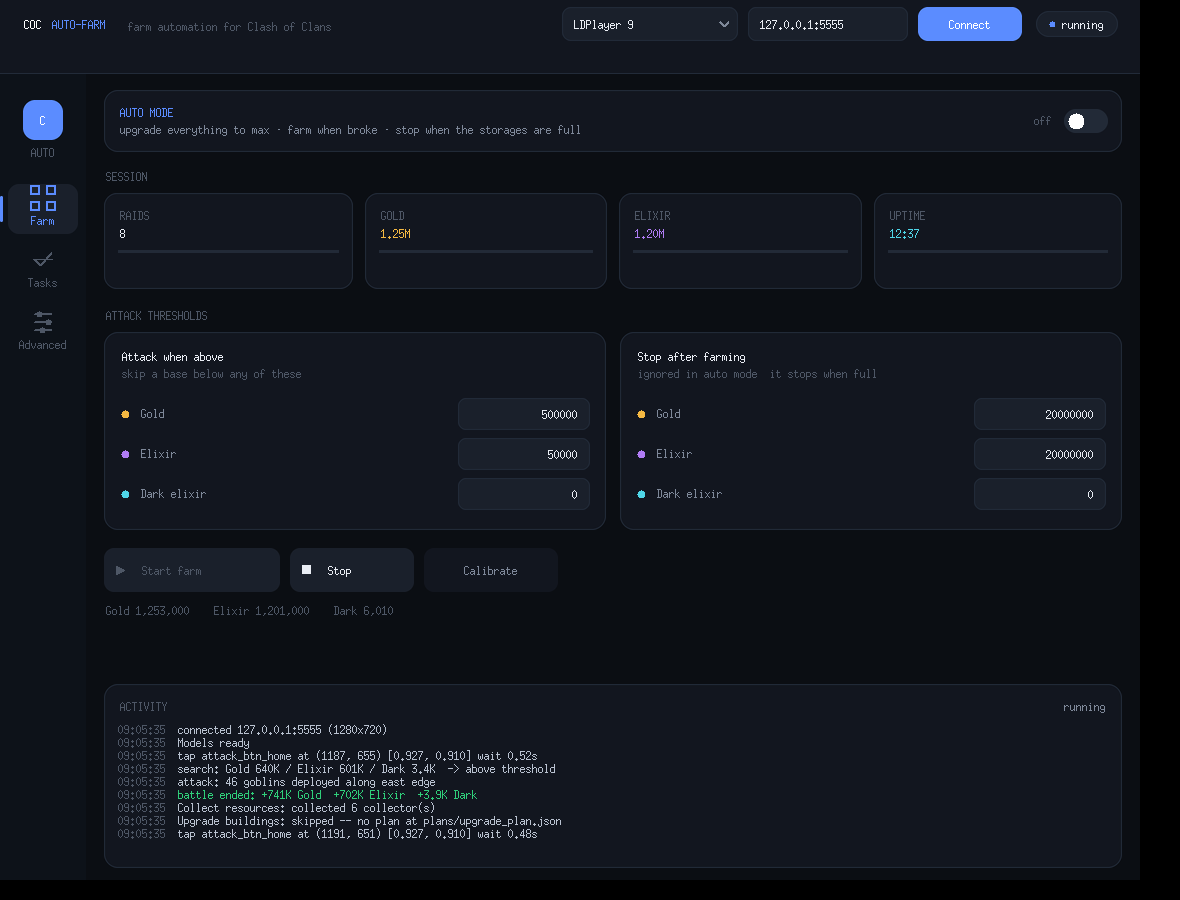 COC AUTO-FARM farm automation for Clash of Clans LDPlayer 9 127.0.0.1:5555 Connect running
C
AUTO
Farm
Tasks
Advanced
AUTO MODE
upgrade everything to max · farm when broke · stop when the storages are full
off
SESSION
RAIDS
8
GOLD
1.25M
ELIXIR
1.20M
UPTIME
12:37
ATTACK THRESHOLDS
Attack when above
skip a base below any of these
Gold 500000
Elixir 50000
Dark elixir 0
Stop after farming
ignored in auto mode  it stops when full
Gold 20000000
Elixir 20000000
Dark elixir 0
Start farm Stop Calibrate
Gold 1,253,000 Elixir 1,201,000 Dark 6,010
ACTIVITY running
09:05:35 connected 127.0.0.1:5555 (1280x720)
09:05:35 Models ready
09:05:35 tap attack_btn_home at (1187, 655) [0.927, 0.910] wait 0.52s
09:05:35 search: Gold 640K / Elixir 601K / Dark 3.4K  -> above threshold
09:05:35 attack: 46 goblins deployed along east edge
09:05:35 battle ended: +741K Gold  +702K Elixir  +3.9K Dark
09:05:35 Collect resources: collected 6 collector(s)
09:05:35 Upgrade buildings: skipped -- no plan at plans/upgrade_plan.json
09:05:35 tap attack_btn_home at (1191, 651) [0.927, 0.910] wait 0.48s